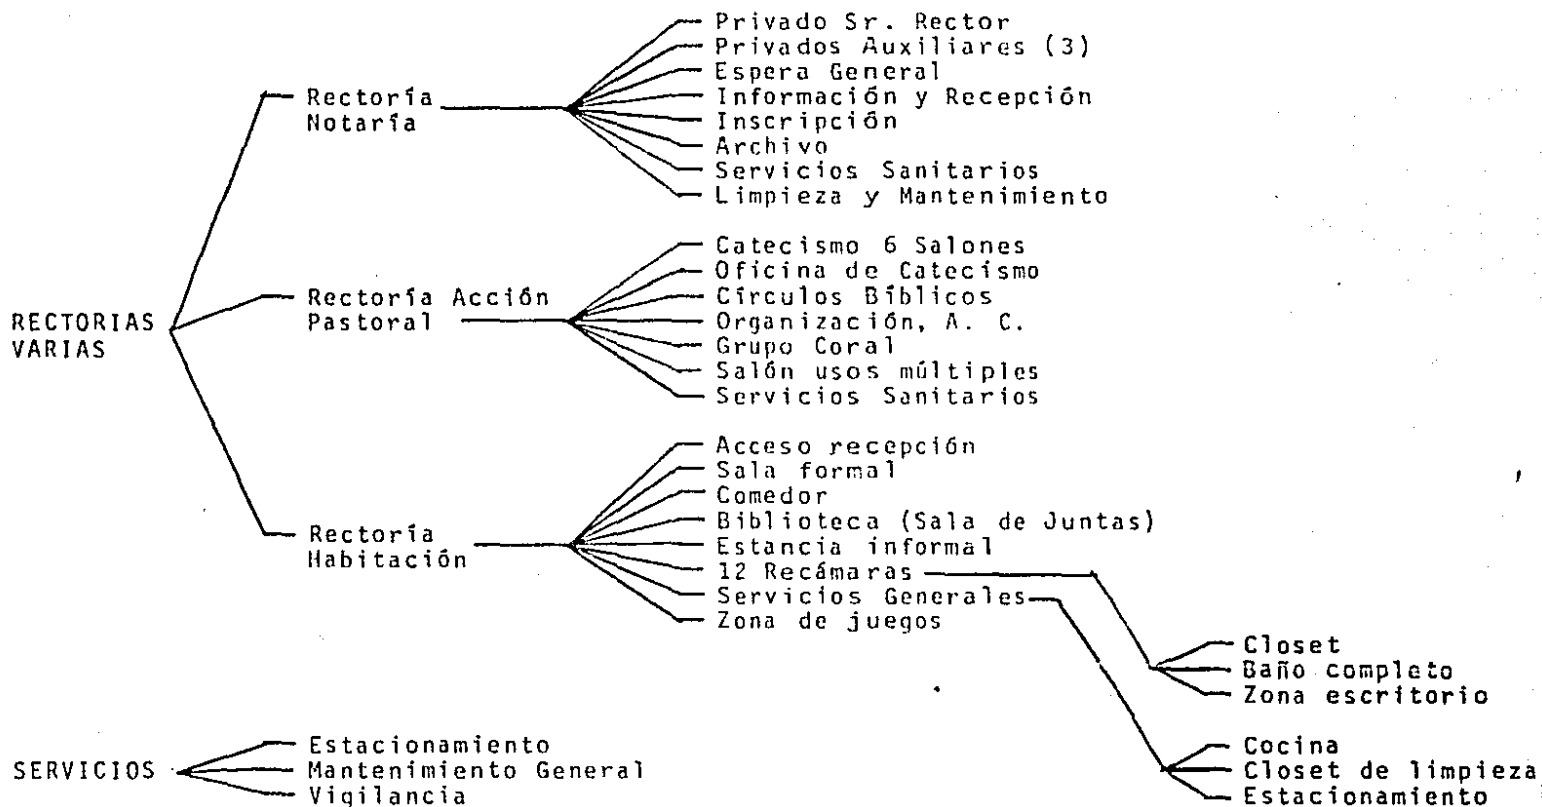 Privado Sr. Rector
Privados Auxiliares (3)
Espera General
Rectoría
Notaría
Información y Recepción
Inscripción
Archivo
Servicios Sanitarios
Limpieza y Mantenimiento
Catecismo 6 Salones
Oficina de Catecismo
RECTORIAS
VARIAS
Rectoría Acción
Pastoral
Círculos Bíblicos
Organización, A. C.
Grupo Coral
Salón usos múltiples
Servicios Sanitarios
Acceso recepción
Sala formal
Comedor
Rectoría
Habitación
Biblioteca (Sala de Juntas)
Estancia informal
12 Recámaras
Servicios Generales
Zona de juegos
Closet
Baño completo
Zona escritorio
SERVICIOS
Estacionamiento
Mantenimiento General
Vigilancia
Cocina
Closet de limpieza
Estacionamiento